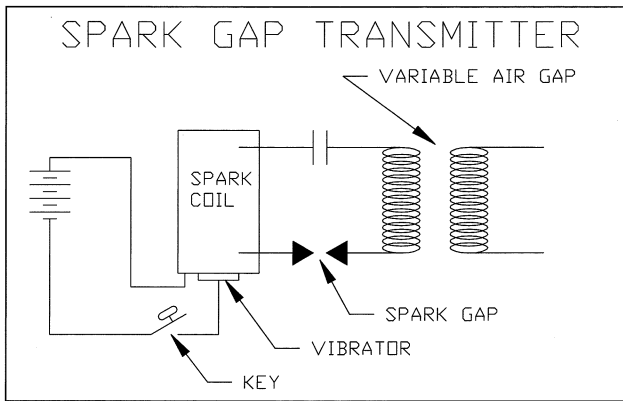 SPARK GAP TRANSMITTER
VARIABLE AIR GAP
SPARK
COIL
SPARK GAP
VIBRATOR
KEY